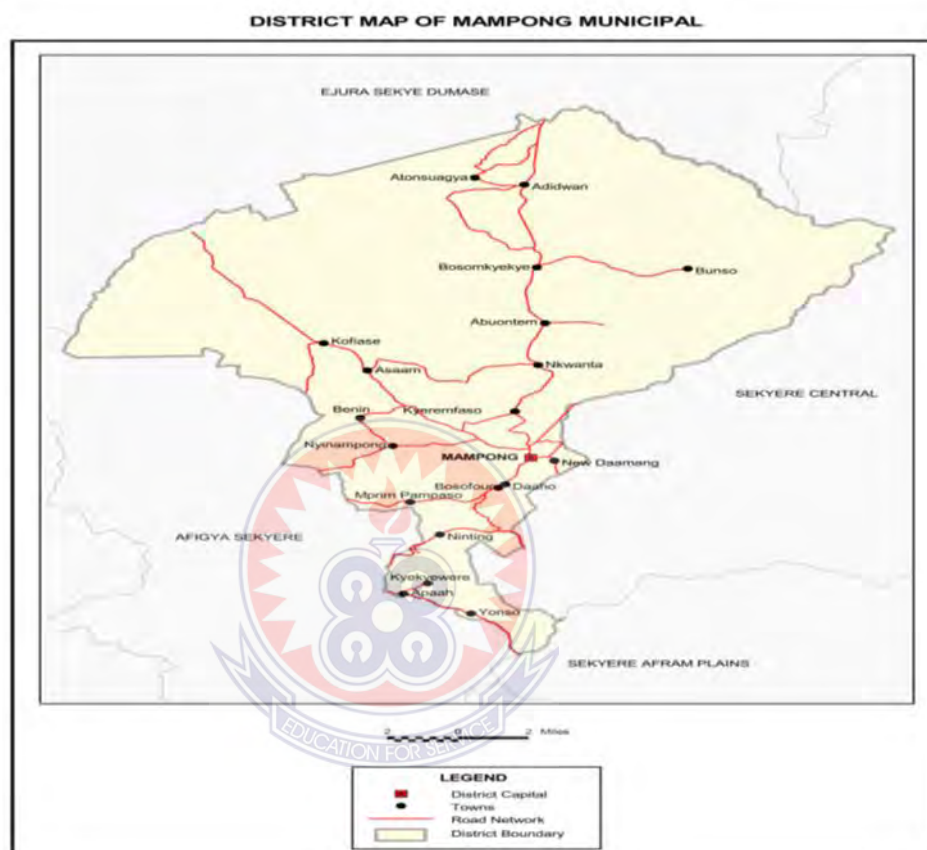 DISTRICT MAP OF MAMPONG MUNICIPAL
EJURA SEKYE DUMASE
Atonsuagya
Adidwan
Bosomkyekye
Bunso
Abuontem
Kofiase
Nkwanta
Asaam
SEKYERE CENTRAL
Benin
Kyeremfaso
Nyinampong
MAMPONG
New Daamang
Bosofour
Daaho
Mprim Pampaso
AFIGYA SEKYERE
Ninting
Kyekyewere
Apaah
Yonso
SEKYERE AFRAM PLAINS
EDUCATION FOR SERVICE
2 0 2 Miles
LEGEND
District Capital
Towns
Road Network
District Boundary